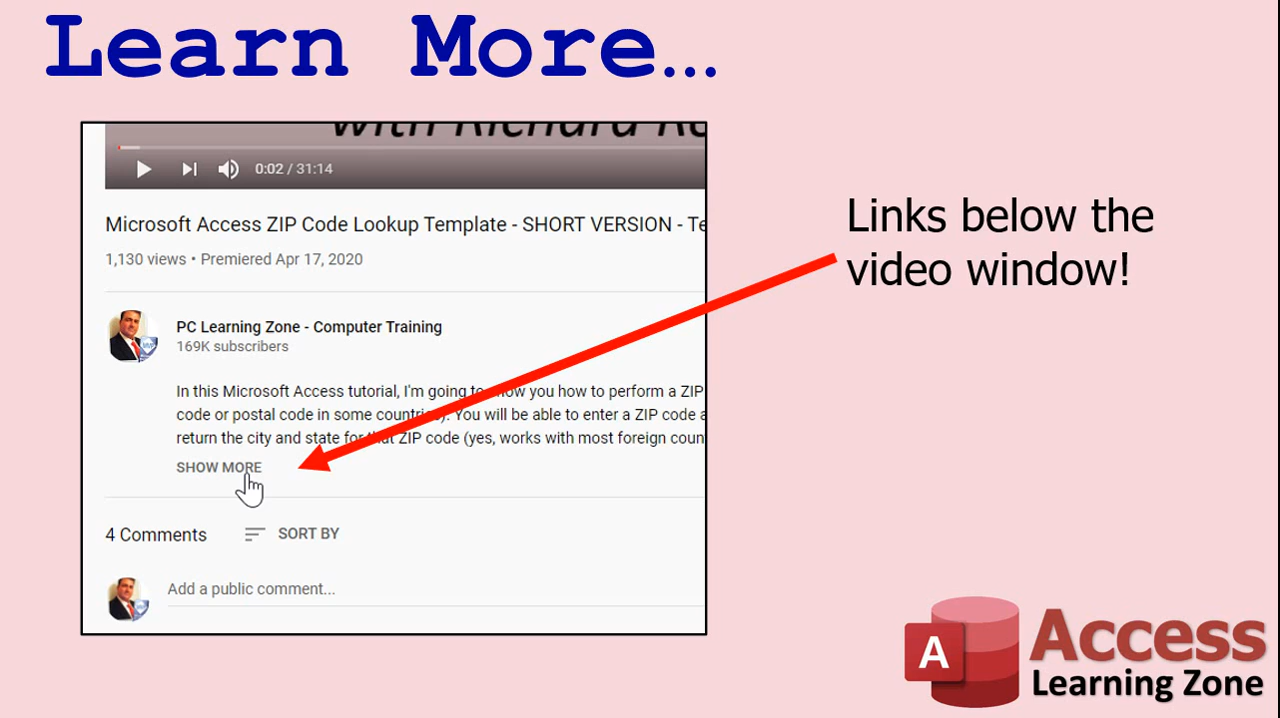 Learn More...
with Richard Ro
0:02 / 31:14
Microsoft Access ZIP Code Lookup Template - SHORT VERSION - Te
1,130 views • Premiered Apr 17, 2020
Links below the
video window!
PC Learning Zone - Computer Training
169K subscribers
In this Microsoft Access tutorial, I'm going to show you how to perform a ZIP
code or postal code in some countries). You will be able to enter a ZIP code a
return the city and state for that ZIP code (yes, works with most foreign coun
SHOW MORE
4 Comments SORT BY
Add a public comment...
A
Access
Learning Zone